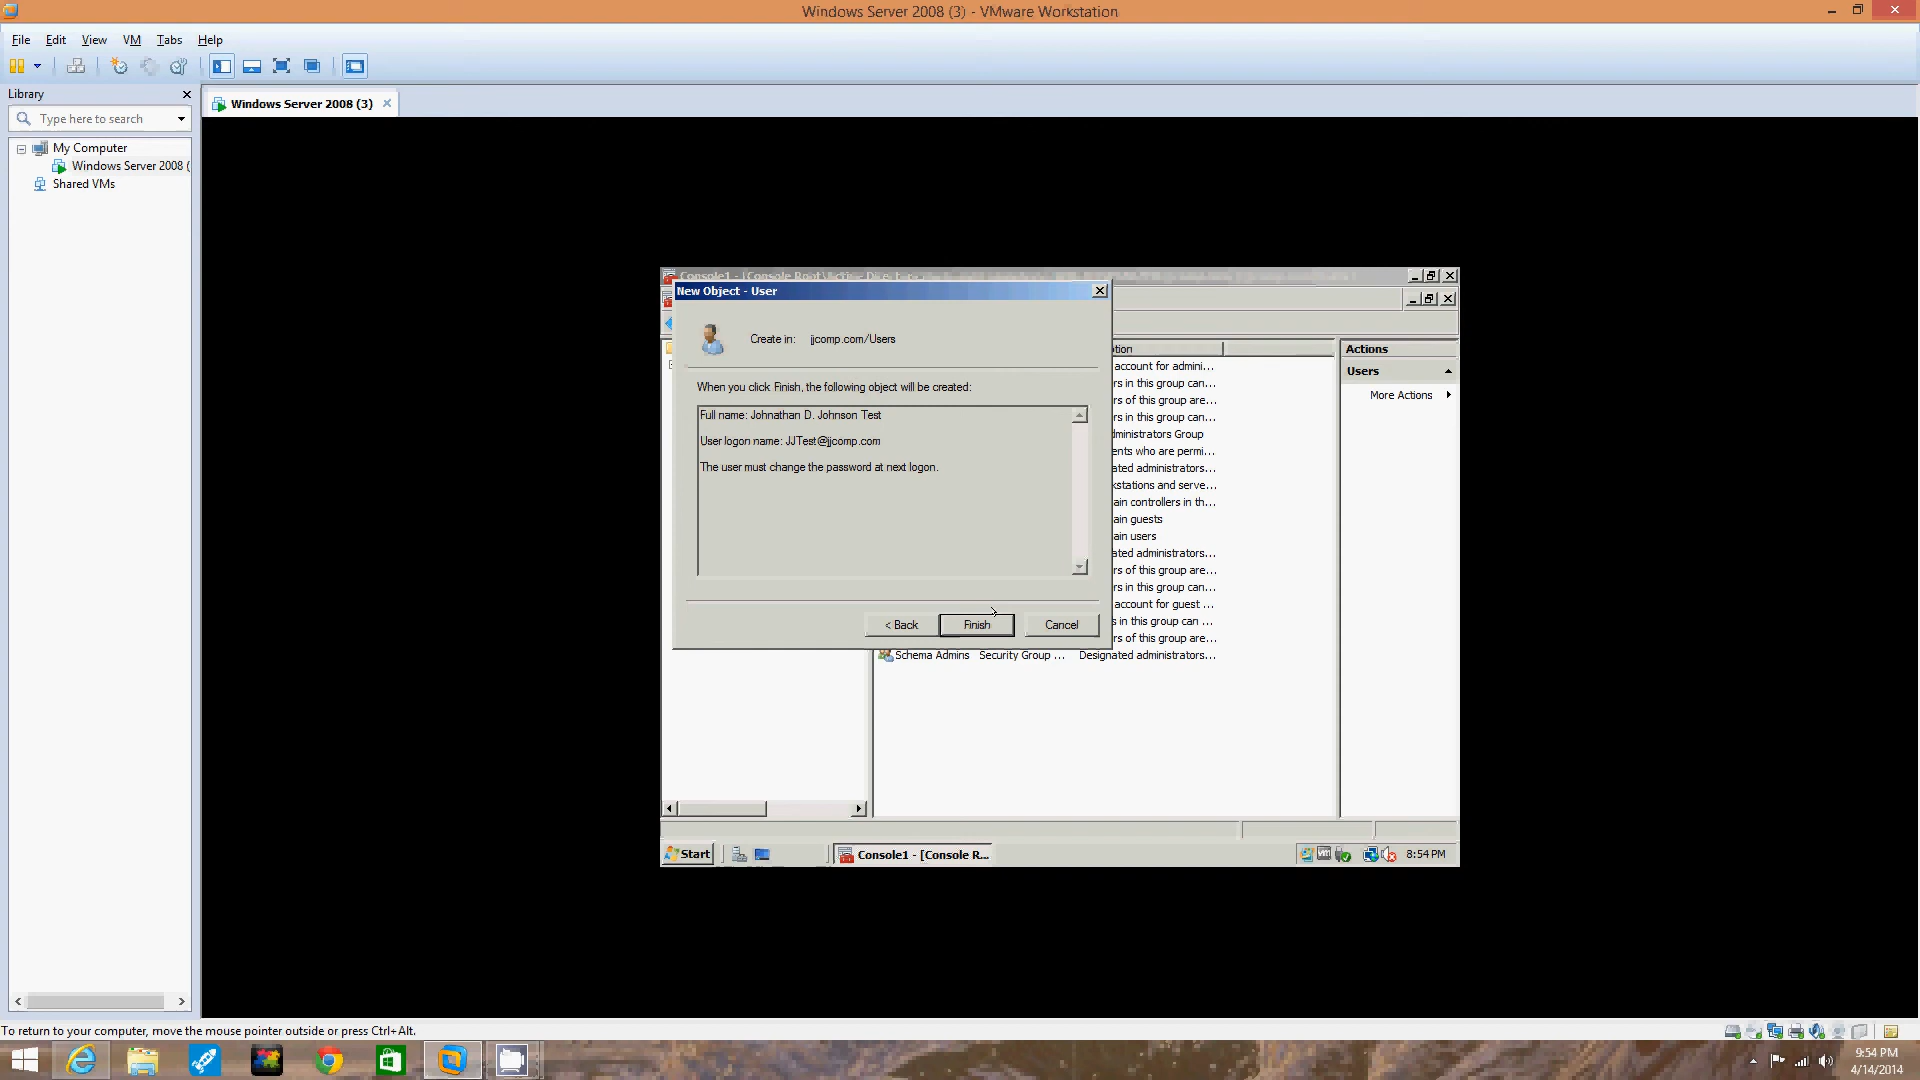 Windows Server 2008 (3) - VMware Workstation
File Edit View VM Tabs Help
Library
Windows Server 2008 (3)
Type here to search
My Computer
Windows Server 2008 (
Shared VMs
Console1 - [Console Root\Active Director...
New Object - User
Create in: jjcomp.com/Users
When you click Finish, the following object will be created:
Full name: Johnathan D. Johnson Test
User logon name: JJTest@jjcomp.com
The user must change the password at next logon.
< Back Finish Cancel
ption
account for admini...
rs in this group can...
rs of this group are...
rs in this group can...
dministrators Group
ents who are permi...
ated administrators...
kstations and serve...
ain controllers in th...
ain guests
ain users
ated administrators...
rs of this group are...
rs in this group can...
account for guest ...
s in this group can ...
rs of this group are...
Schema Admins Security Group ... Designated administrators...
Actions
Users
More Actions
Start
Console1 - [Console R...
8:54 PM
To return to your computer, move the mouse pointer outside or press Ctrl+Alt.
9:54 PM
4/14/2014